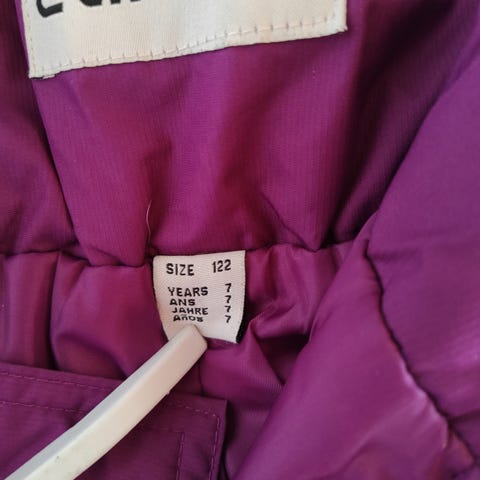 SIZE 122
YEARS 7
ANS 7
JAHRE 7
AÑOS 7